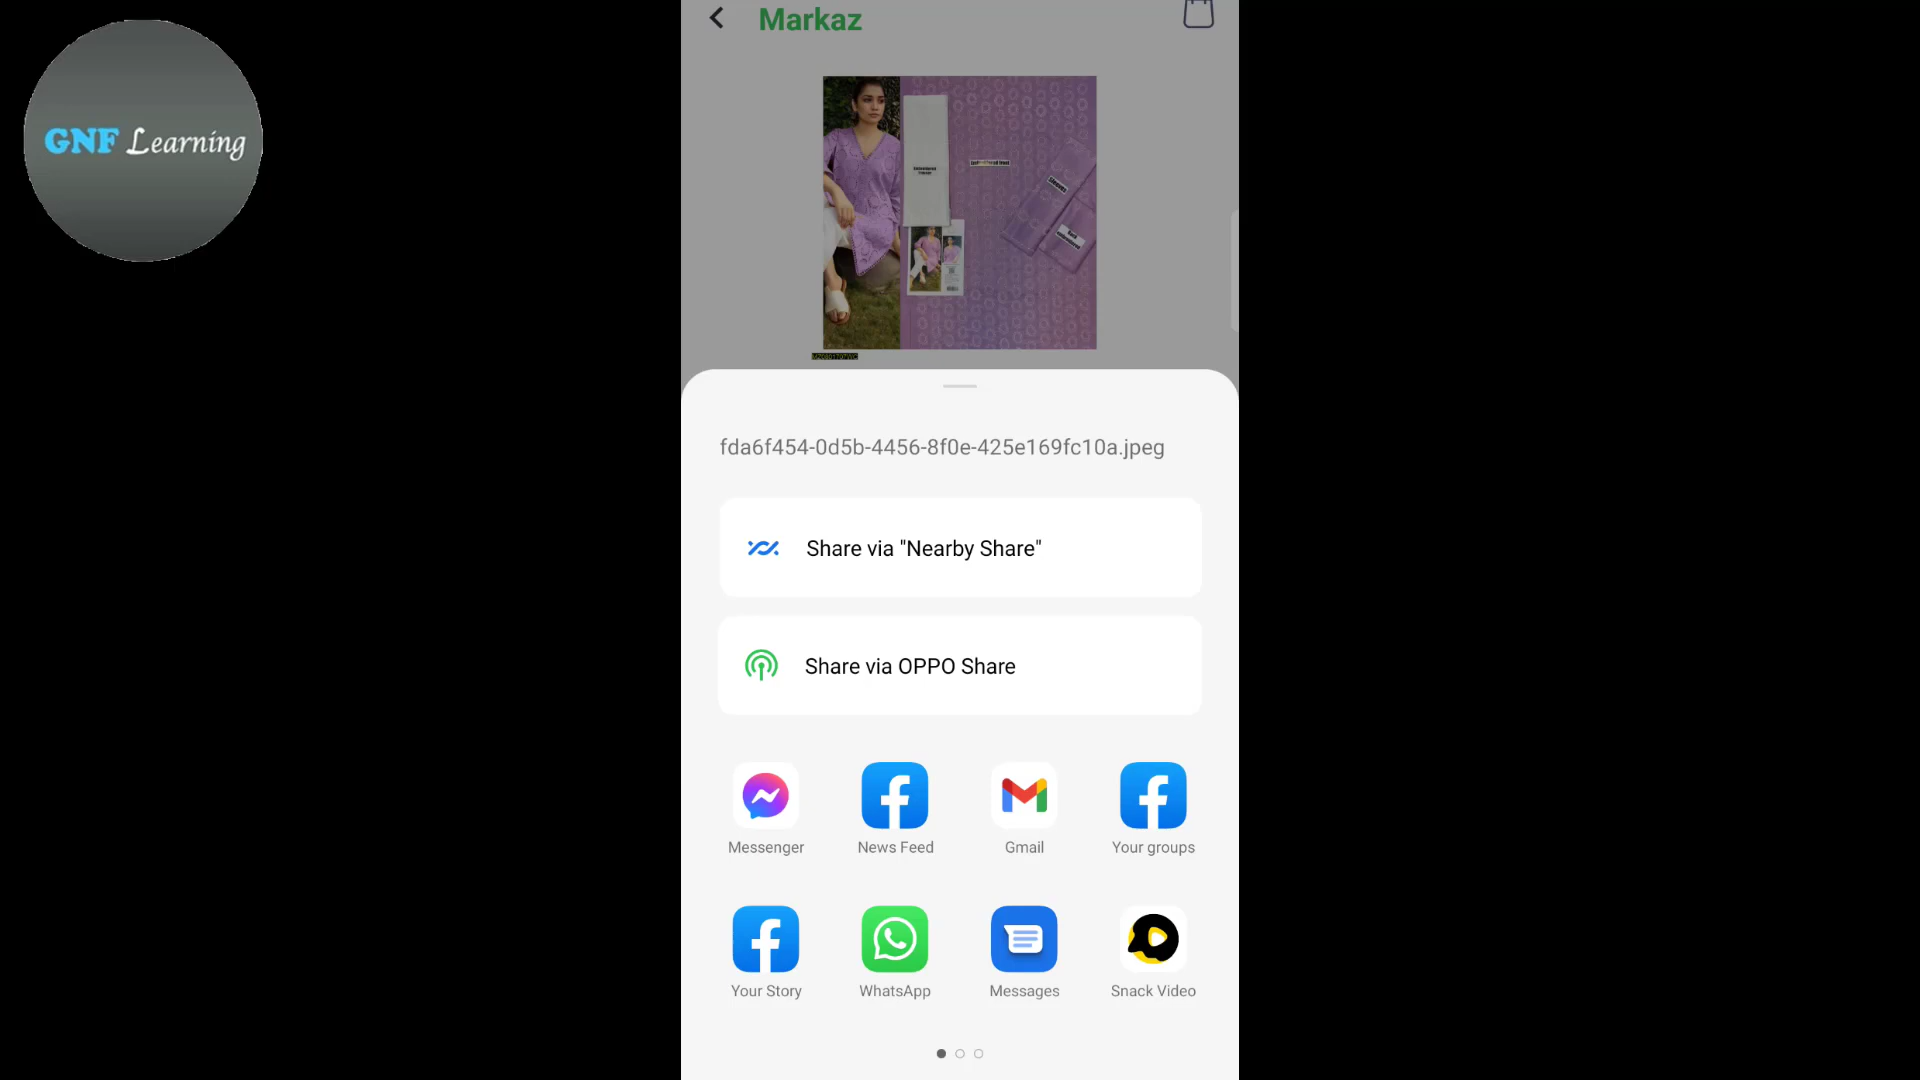 Markaz
GNF Learning
fda6f454-0d5b-4456-8f0e-425e169fc10a.jpeg
Share via "Nearby Share"
Share via OPPO Share
Messenger
News Feed
Gmail
Your groups
Your Story
WhatsApp
Messages
Snack Video